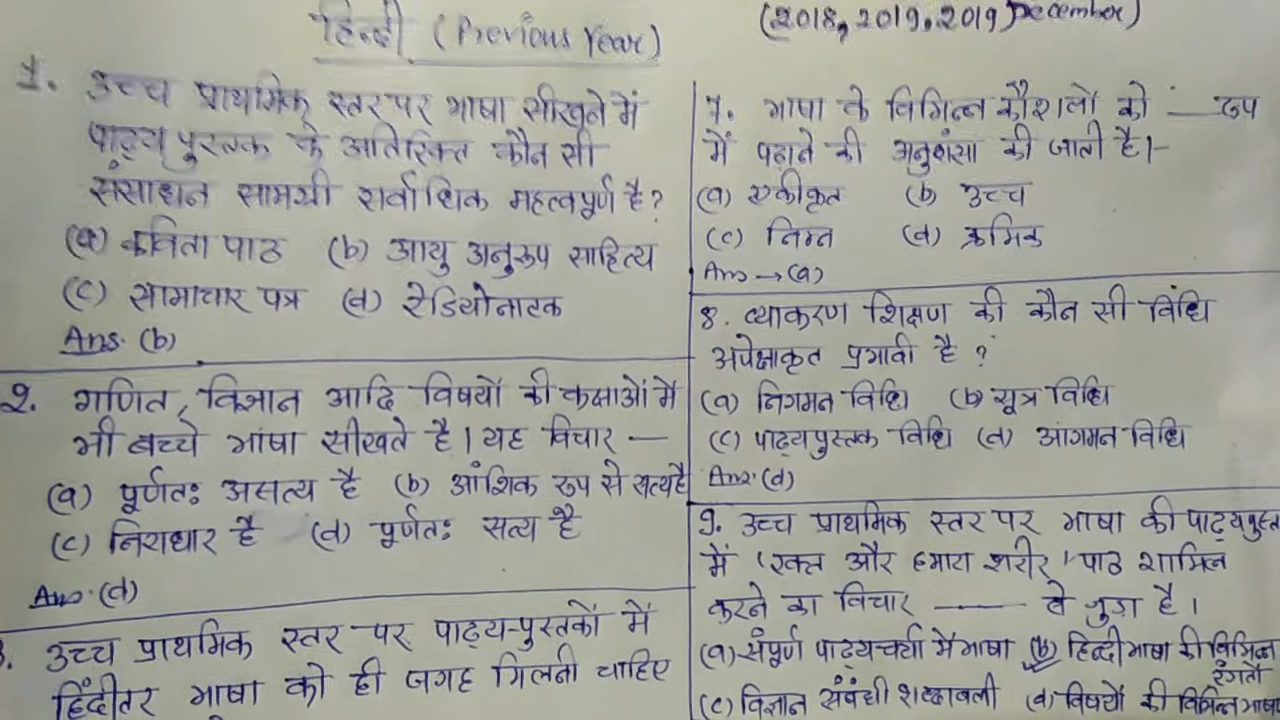 हिन्दी (Previous Year)
(2018, 2019, 2019 December)
1. उच्च प्राथमिक स्तर पर भाषा सीखने में
पाठ्य पुस्तक के अतिरिक्त कौन सी
संसाधन सामग्री सर्वाधिक महत्वपूर्ण है?
(a) कविता पाठ (b) आयु अनुरूप साहित्य
(c) सामाचार पत्र (d) रेडियोनाटक
Ans. (b)
2. गणित, विज्ञान आदि विषयों की कक्षाओं में
भी बच्चे भाषा सीखते है। यह विचार —
(a) पूर्णतः असत्य है (b) आंशिक रूप से सत्य है
(c) निराधार है (d) पूर्णतः सत्य है
Ans. (d)
3. उच्च प्राथमिक स्तर पर पाठ्य-पुस्तकों में
हिंदीतर भाषा को ही जगह मिलनी चाहिए
7. भाषा के विभिन्न कौशलों को — रूप
में पढ़ाने की अनुशंसा की जाती है।-
(a) एकीकृत (b) उच्च
(c) निम्न (d) क्रमिक
Ans → (a)
8. व्याकरण शिक्षण की कौन सी विधि
अपेक्षाकृत प्रभावी है ?
(a) निगमन विधि (b) सूत्र विधि
(c) पाठ्यपुस्तक विधि (d) आगमन विधि
Ans. (d)
9. उच्च प्राथमिक स्तर पर भाषा की पाठ्यपुस्त
में 'रक्त और हमारा शरीर' पाठ शामिल
करने का विचार —— से जुड़ा है।
(a) संपूर्ण पाठ्यचर्या में भाषा (b) हिन्दी भाषा की विभिन्न
रंगतों
(c) विज्ञान संबंधी शब्दावली (d) विषयों की विभिन्न भाषा